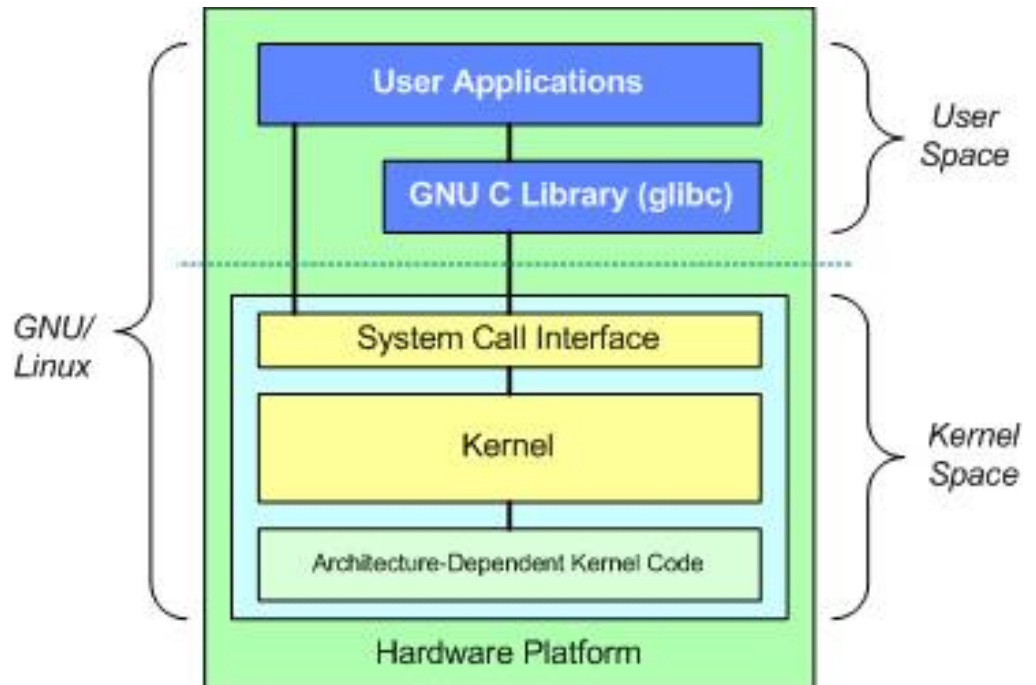 User Applications
User
Space
GNU C Library (glibc)
GNU/
Linux
System Call Interface
Kernel
Kernel
Space
Architecture-Dependent Kernel Code
Hardware Platform